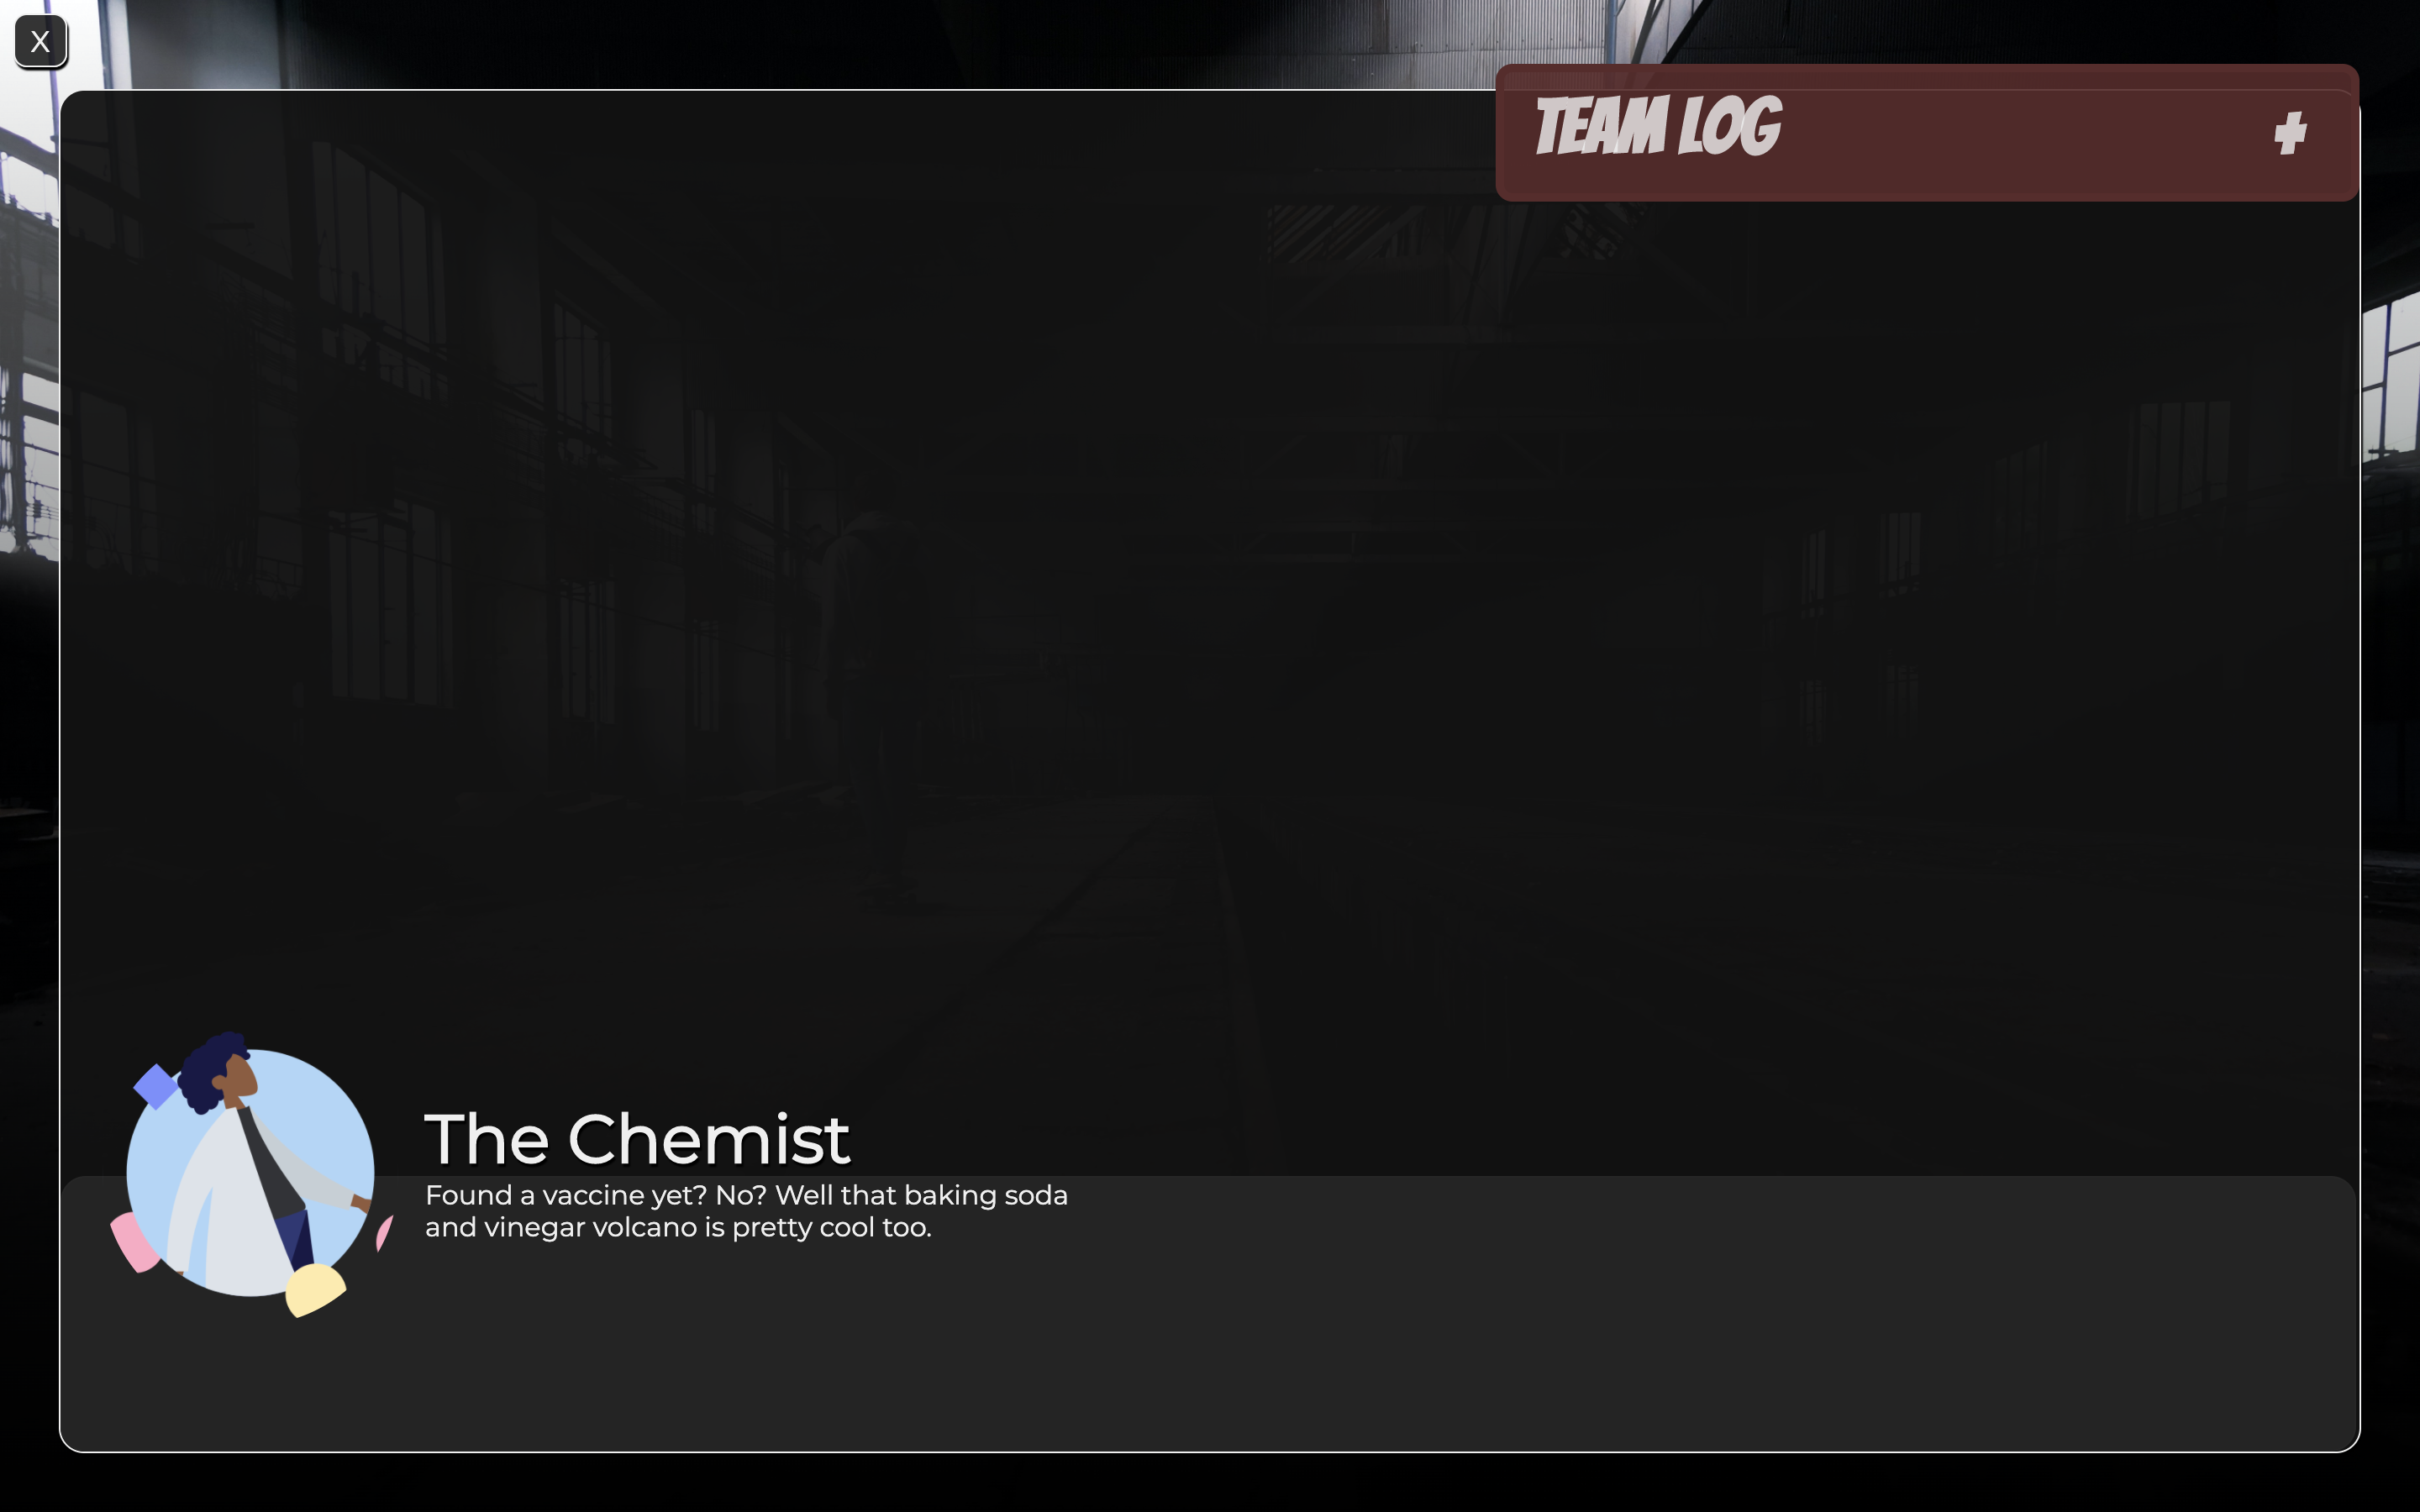 X
TEAM LOG +
The Chemist
Found a vaccine yet? No? Well that baking soda
and vinegar volcano is pretty cool too.